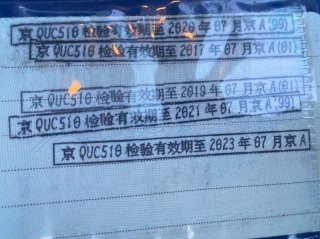 京 QUC510 检验有效期至 2020 年 07 月京 A(99)
京 QUC510 检验有效期至 2017 年 07 月京 A(01)
京 QUC510 检验有效期至 2019 年 07 月京 A(01)
京 QUC510 检验有效期至 2021 年 07 月京 A(99)
京 QUC510 检验有效期至 2023 年 07 月京 A